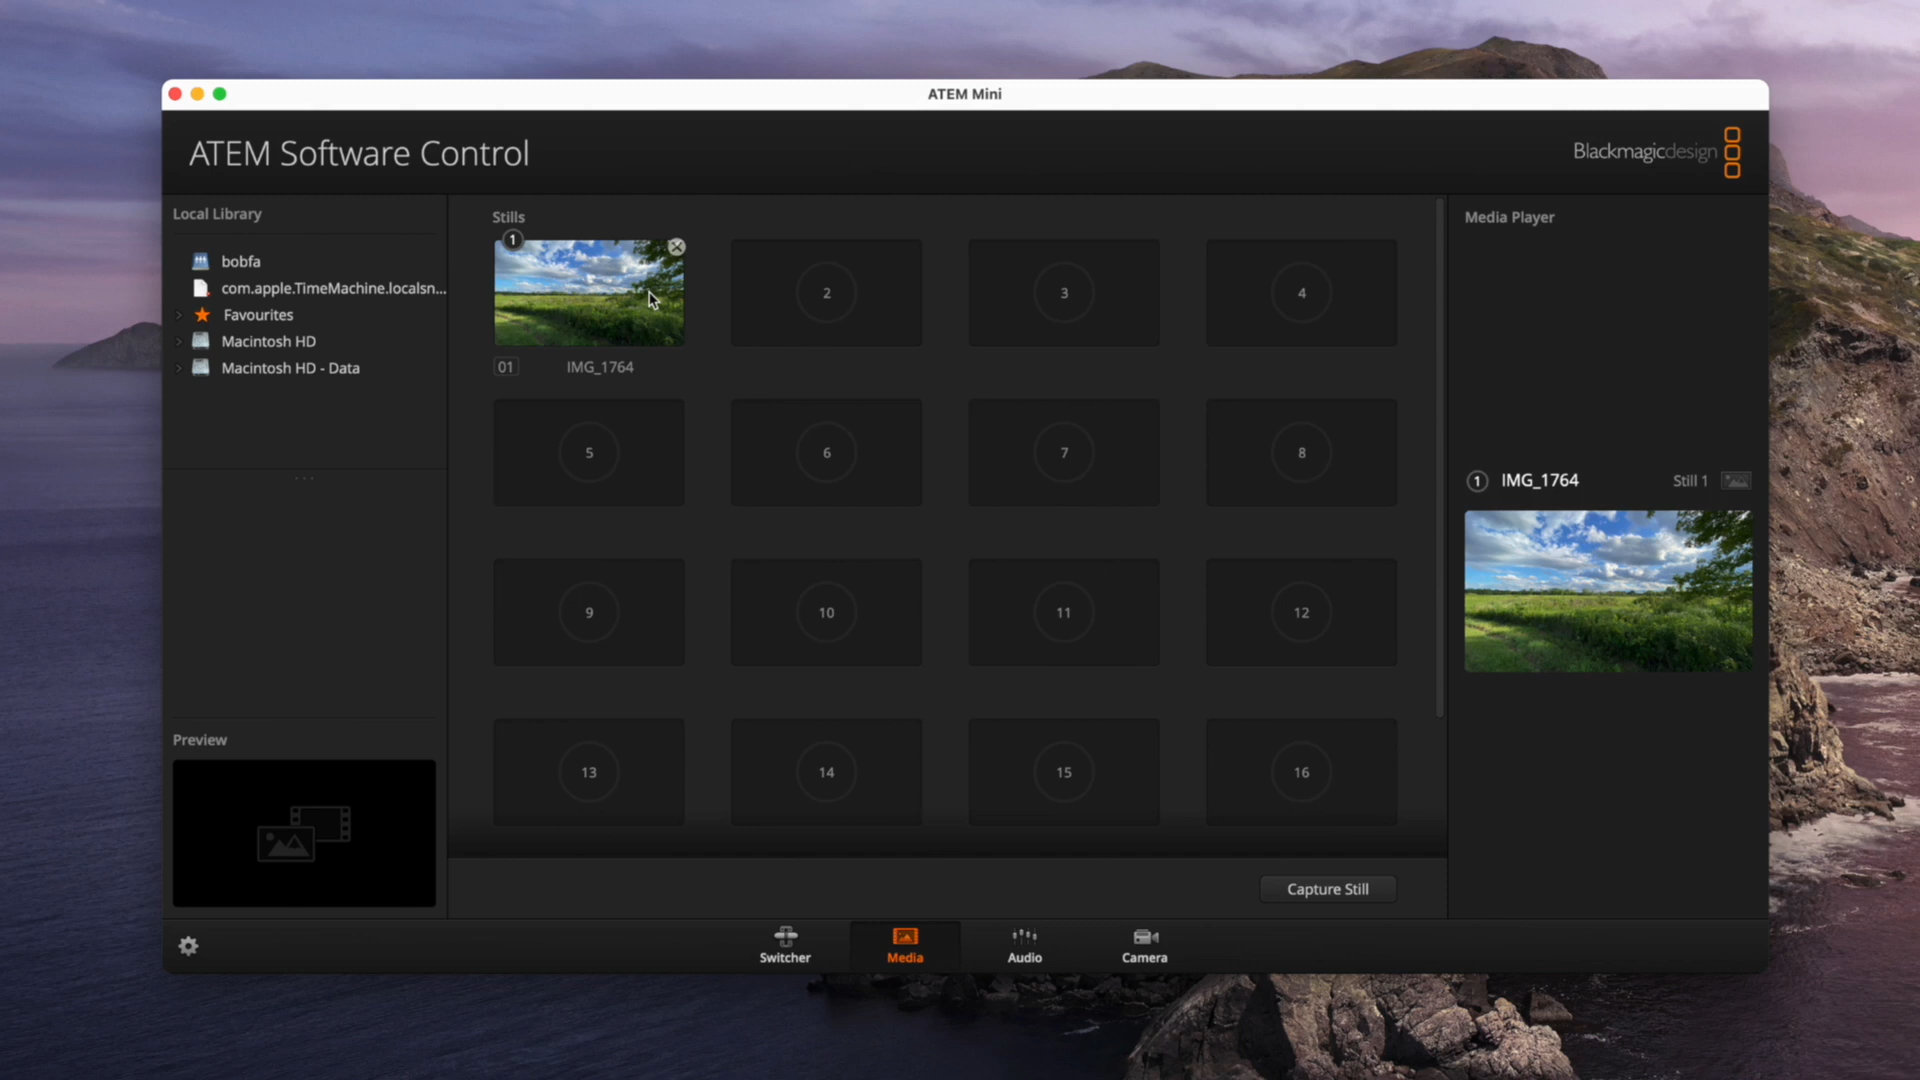 ATEM Mini
ATEM Software Control
Blackmagicdesign
Local Library
bobfa
com.apple.TimeMachine.localsn...
Favourites
Macintosh HD
Macintosh HD - Data
Preview
Stills
1
2
3
4
01 IMG_1764
5
6
7
8
9
10
11
12
13
14
15
16
Capture Still
Media Player
1 IMG_1764 Still 1
Switcher
Media
Audio
Camera